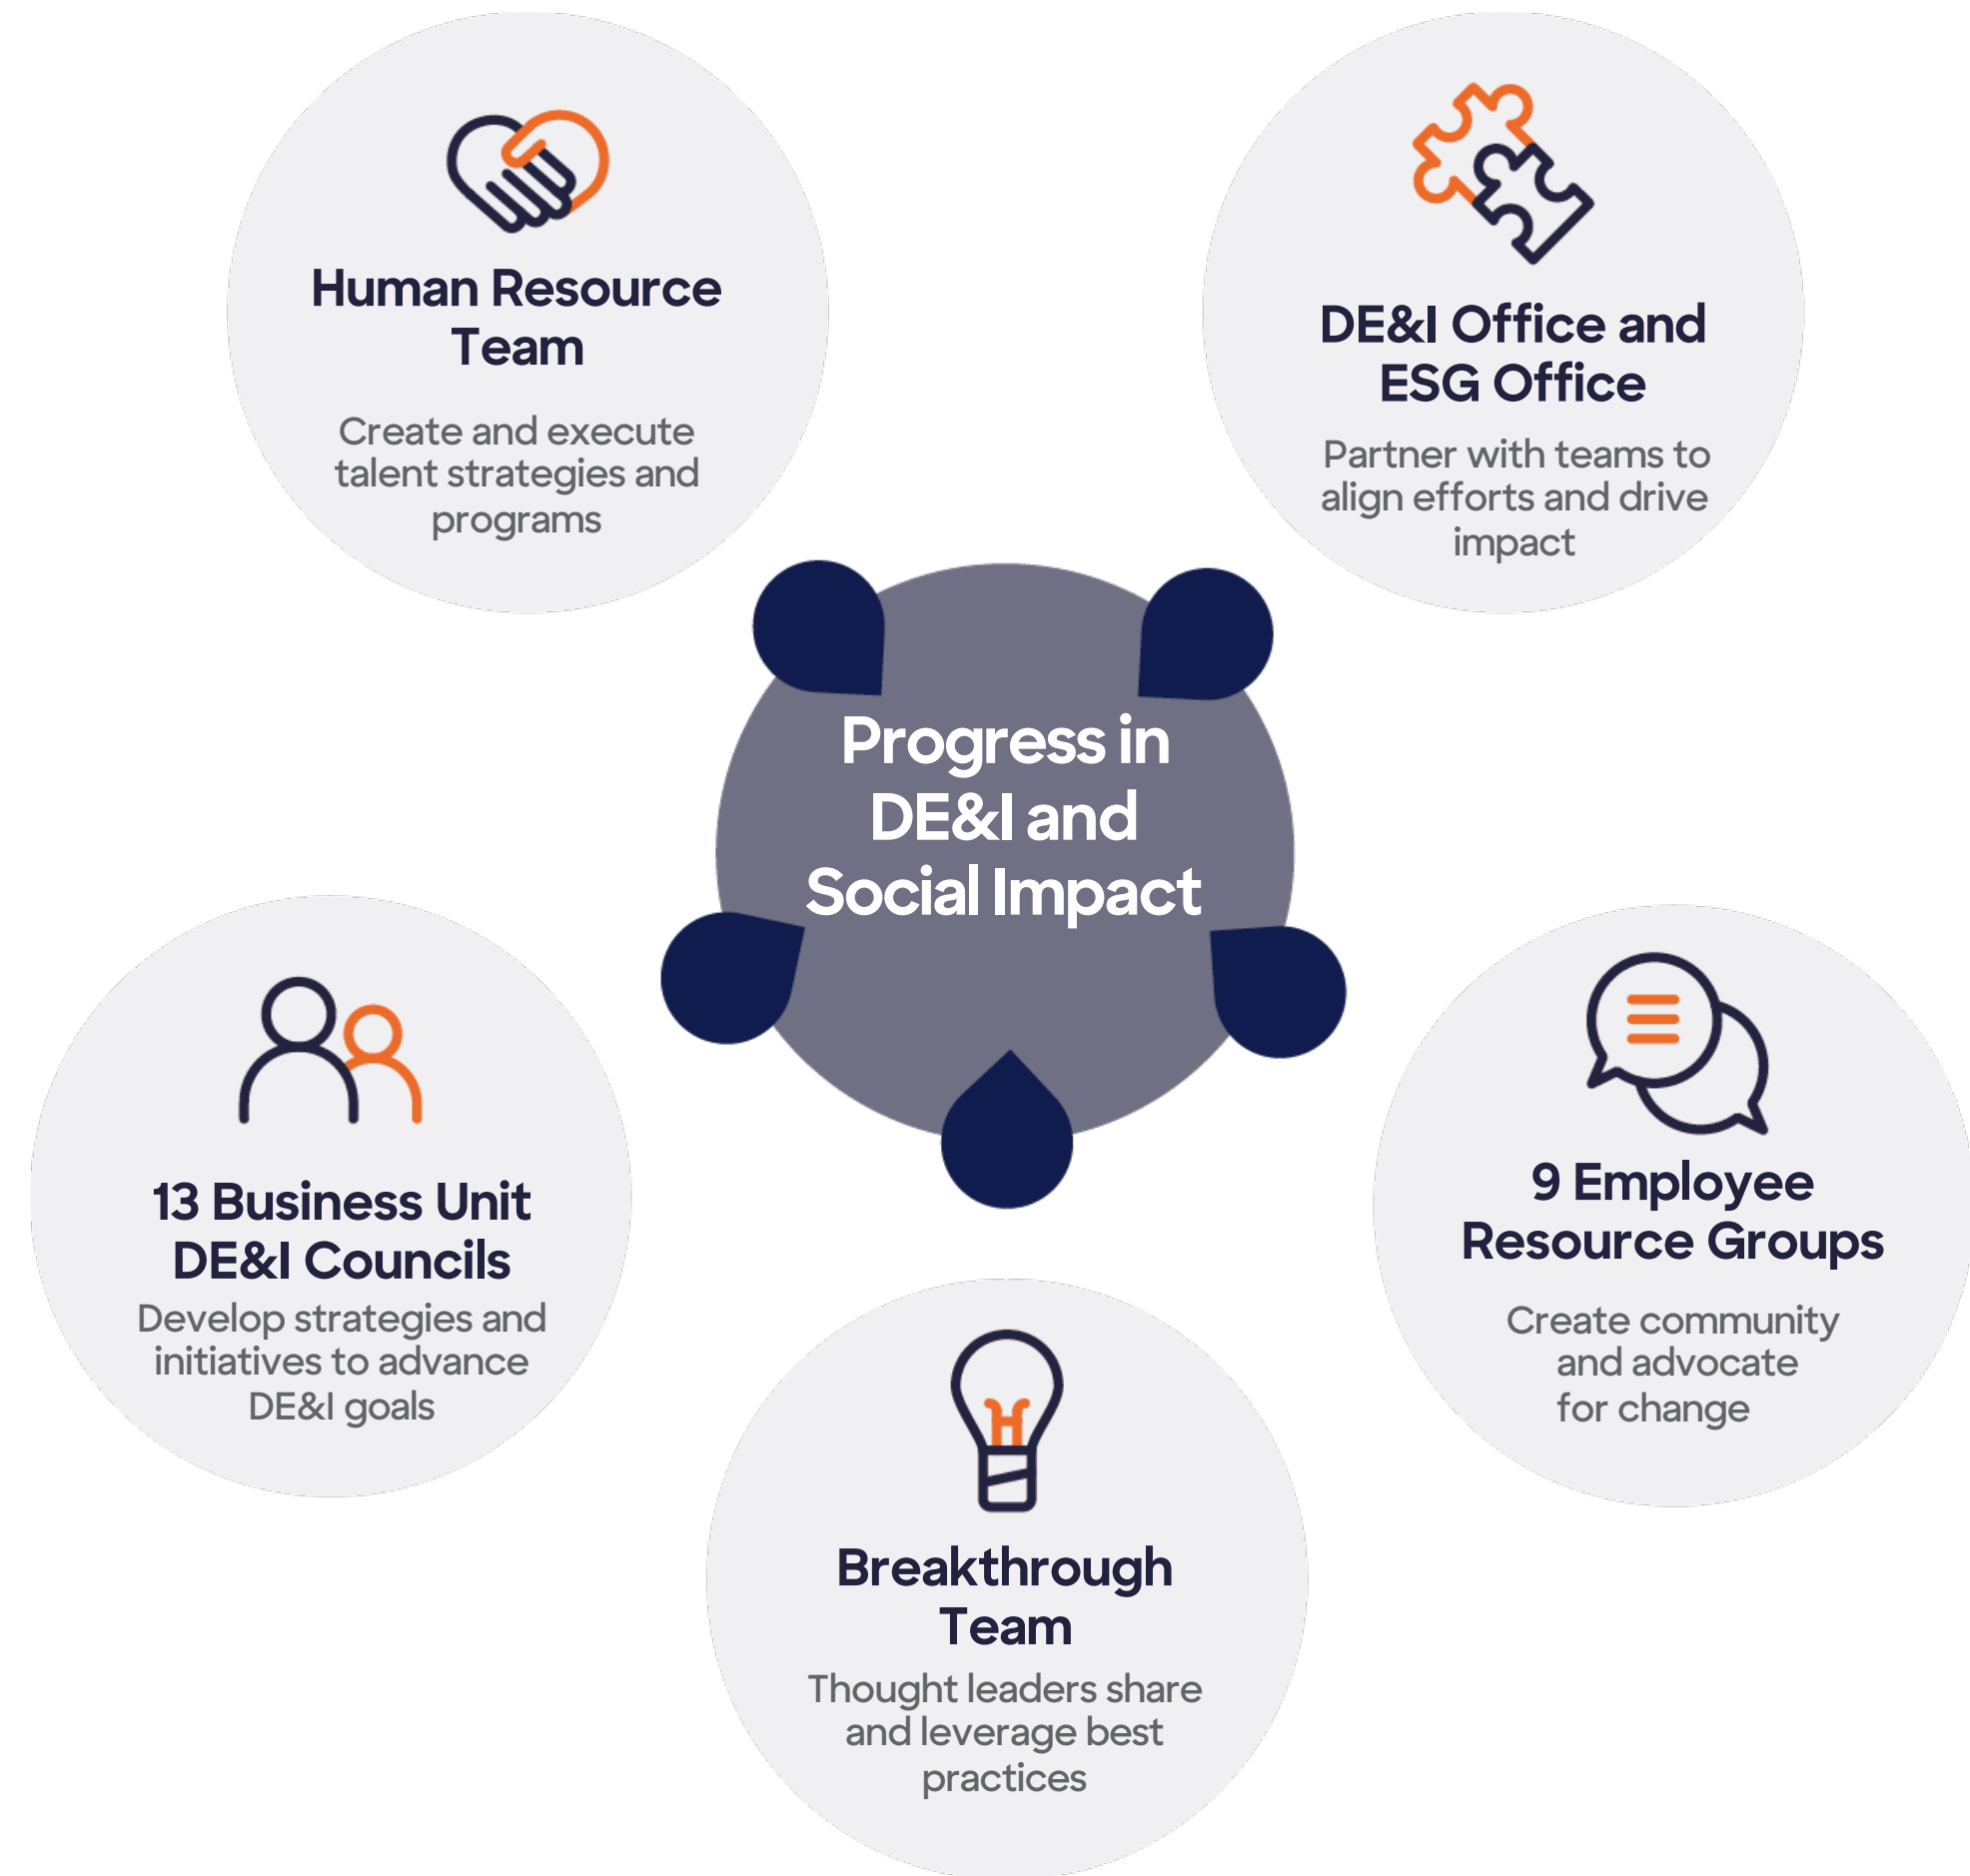 Human Resource
Team
Create and execute
talent strategies and
programs
DE&I Office and
ESG Office
Partner with teams to
align efforts and drive
impact
Progress in
DE&I and
Social Impact
13 Business Unit
DE&I Councils
Develop strategies and
initiatives to advance
DE&I goals
9 Employee
Resource Groups
Create community
and advocate
for change
Breakthrough
Team
Thought leaders share
and leverage best
practices